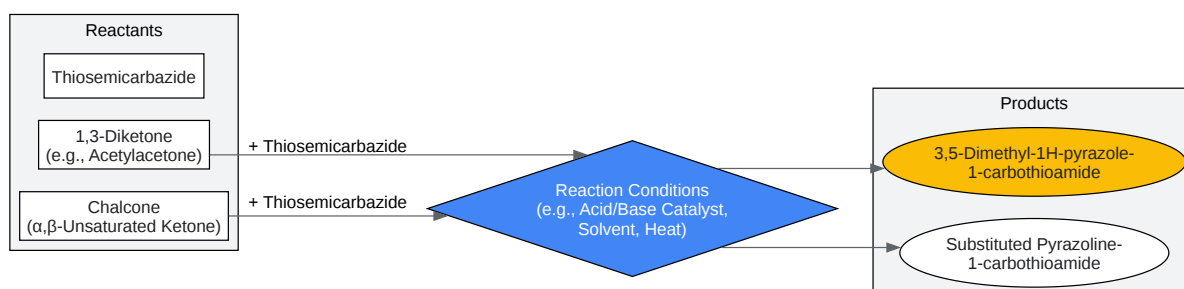 Reactants
Thiosemicarbazide
1,3-Diketone
(e.g., Acetylacetone)
Chalcone
(α,β-Unsaturated Ketone)
+ Thiosemicarbazide
+ Thiosemicarbazide
Reaction Conditions
(e.g., Acid/Base Catalyst,
Solvent, Heat)
Products
3,5-Dimethyl-1H-pyrazole-
1-carbothioamide
Substituted Pyrazoline-
1-carbothioamide